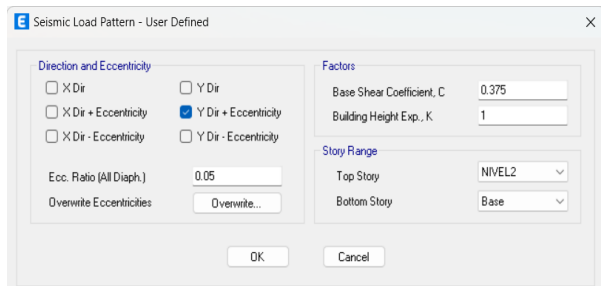 E Seismic Load Pattern - User Defined
Direction and Eccentricity
X Dir
Y Dir
X Dir + Eccentricity
Y Dir + Eccentricity
X Dir - Eccentricity
Y Dir - Eccentricity
Ecc. Ratio (All Diaph.)
0.05
Overwrite Eccentricities
Overwrite...
Factors
Base Shear Coefficient, C
0.375
Building Height Exp., K
1
Story Range
Top Story
NIVEL2
Bottom Story
Base
OK
Cancel